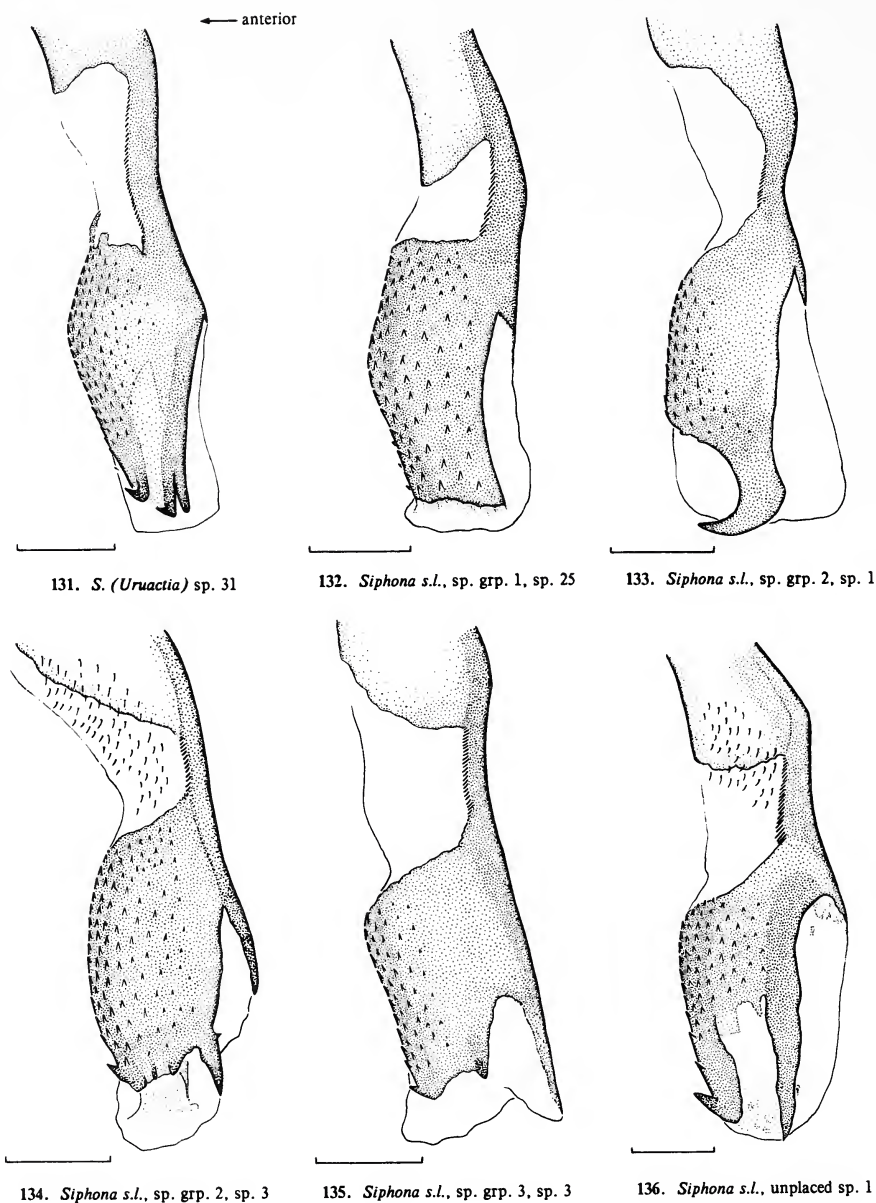 ← anterior
131. S. (Uruactia) sp. 31
132. Siphona s.l., sp. grp. 1, sp. 25
133. Siphona s.l., sp. grp. 2, sp. 1
134. Siphona s.l., sp. grp. 2, sp. 3
135. Siphona s.l., sp. grp. 3, sp. 3
136. Siphona s.l., unplaced sp. 1